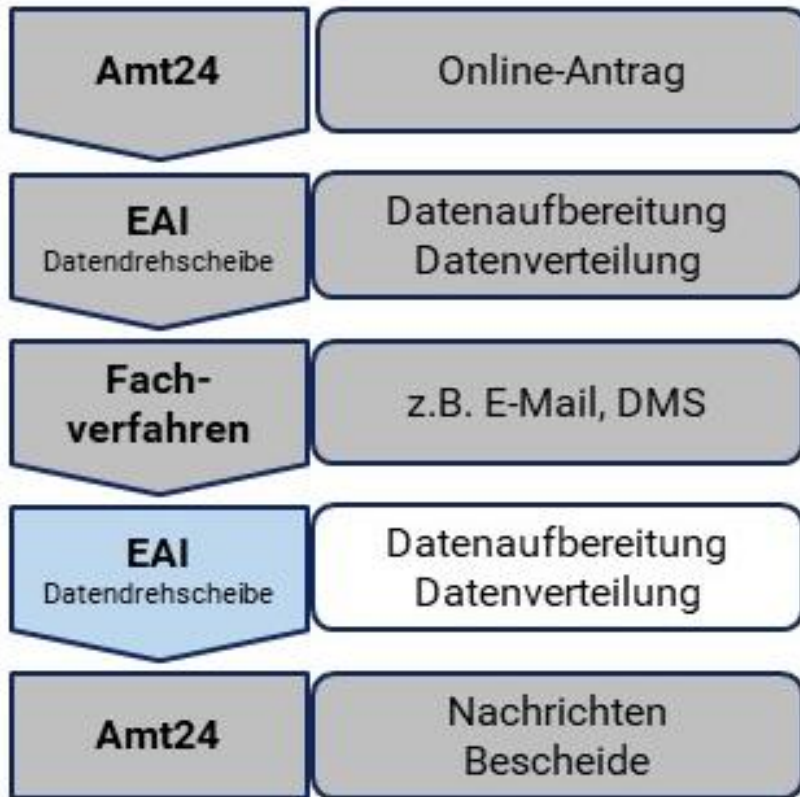 Amt24
Online-Antrag
EAI
Datendrehscheibe
Datenaufbereitung
Datenverteilung
Fach-
verfahren
z.B. E-Mail, DMS
EAI
Datendrehscheibe
Datenaufbereitung
Datenverteilung
Amt24
Nachrichten
Bescheide